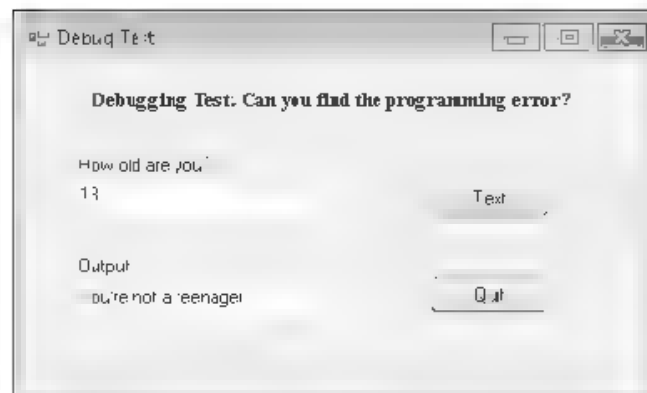 Debug Test
Debugging Test: Can you find the programming error?
How old are you?
13
Text
Output
You're not a teenager
Quit